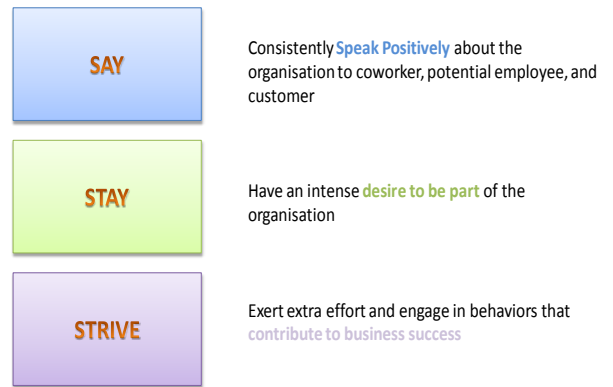 SAY
Consistently Speak Positively about the
organisation to coworker, potential employee, and
customer
STAY
Have an intense desire to be part of the
organisation
STRIVE
Exert extra effort and engage in behaviors that
contribute to business success